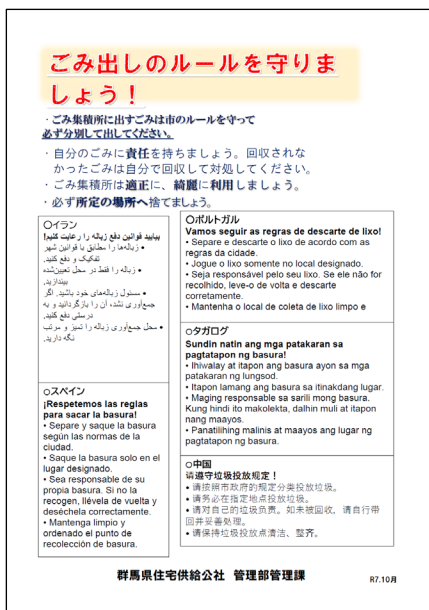 ごみ出しのルールを守りま
しょう！
・ごみ集積所に出すごみは市のルールを守って
必ず分別して出してください。
・自分のごみに責任を持ちましょう。回収されな
かったごみは自分で回収して対処してください。
・ごみ集積所は適正に、綺麗に利用しましょう。
・必ず所定の場所へ捨てましょう。
○イラン
بیایید قوانین دفع زباله را رعایت کنیم!
• زباله‌ها را مطابق با قوانین شهر
تفکیک و دفع کنید.
• زباله را فقط در محل تعیین‌شده
بیندازید.
• مسئول زباله‌های خود باشید. اگر
جمع‌آوری نشد، آن را بازگردانید و به
درستی دفع کنید.
• محل جمع‌آوری زباله را تمیز و مرتب
نگه دارید.
○スペイン
¡Respetemos las reglas
para sacar la basura!
• Separe y saque la basura
según las normas de la
ciudad.
• Saque la basura solo en el
lugar designado.
• Sea responsable de su
propia basura. Si no la
recogen, llévela de vuelta y
deséchela correctamente.
• Mantenga limpio y
ordenado el punto de
recolección de basura.
○ポルトガル
Vamos seguir as regras de descarte de lixo!
• Separe e descarte o lixo de acordo com as
regras da cidade.
• Jogue o lixo somente no local designado.
• Seja responsável pelo seu lixo. Se ele não for
recolhido, leve-o de volta e descarte
corretamente.
• Mantenha o local de coleta de lixo limpo e
○タガログ
Sundin natin ang mga patakaran sa
pagtatapon ng basura!
• Ihiwalay at itapon ang basura ayon sa mga
patakaran ng lungsod.
• Itapon lamang ang basura sa itinakdang lugar.
• Maging responsable sa sarili mong basura.
Kung hindi ito makolekta, dalhin muli at itapon
nang maayos.
• Panatilihing malinis at maayos ang lugar ng
pagtatapon ng basura.
○中国
请遵守垃圾投放规定！
• 请按照市政府的规定分类投放垃圾。
• 请务必在指定地点投放垃圾。
• 请对自己的垃圾负责。如未被回收，请自行带
回并妥善处理。
• 请保持垃圾投放点清洁、整齐。
群馬県住宅供給公社 管理部管理課
R7.10月